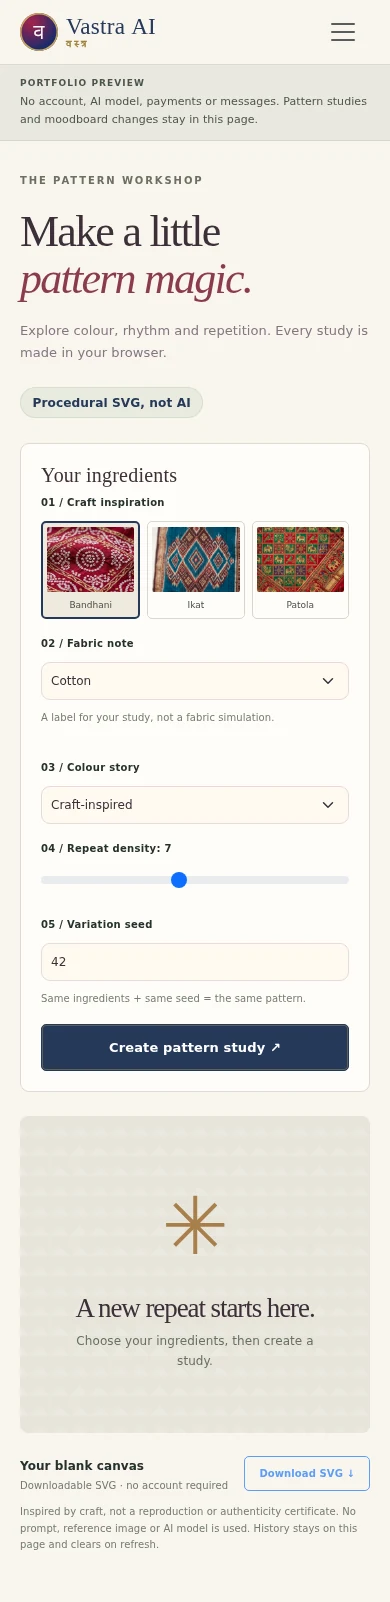 व
Vastra AI
वस्त्र
PORTFOLIO PREVIEW
No account, AI model, payments or messages. Pattern studies
and moodboard changes stay in this page.
THE PATTERN WORKSHOP
Make a little
pattern magic.
Explore colour, rhythm and repetition. Every study is
made in your browser.
Procedural SVG, not AI
Your ingredients
01 / Craft inspiration
Bandhani
Ikat
Patola
02 / Fabric note
Cotton
A label for your study, not a fabric simulation.
03 / Colour story
Craft-inspired
04 / Repeat density: 7
05 / Variation seed
42
Same ingredients + same seed = the same pattern.
Create pattern study ↗
A new repeat starts here.
Choose your ingredients, then create a
study.
Your blank canvas
Downloadable SVG · no account required
Download SVG ↓
Inspired by craft, not a reproduction or authenticity certificate. No
prompt, reference image or AI model is used. History stays on this
page and clears on refresh.